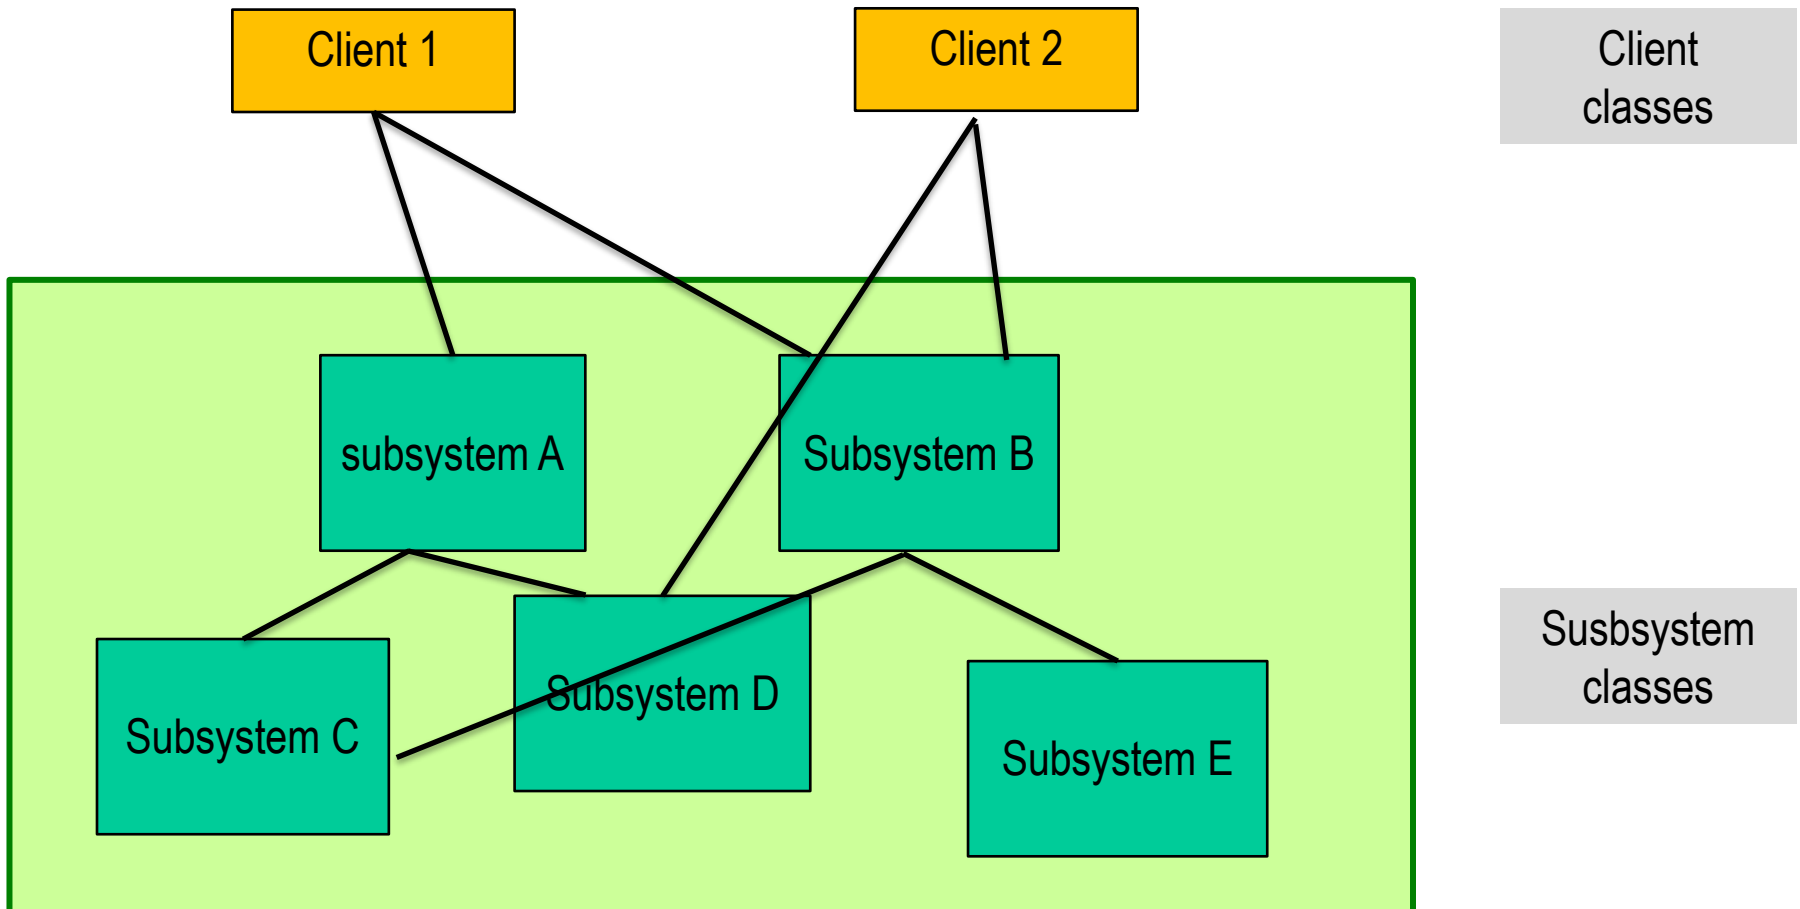 Client 1
Client 2
Client
classes
subsystem A
Subsystem B
Susbsystem
classes
Subsystem C
Subsystem D
Subsystem E